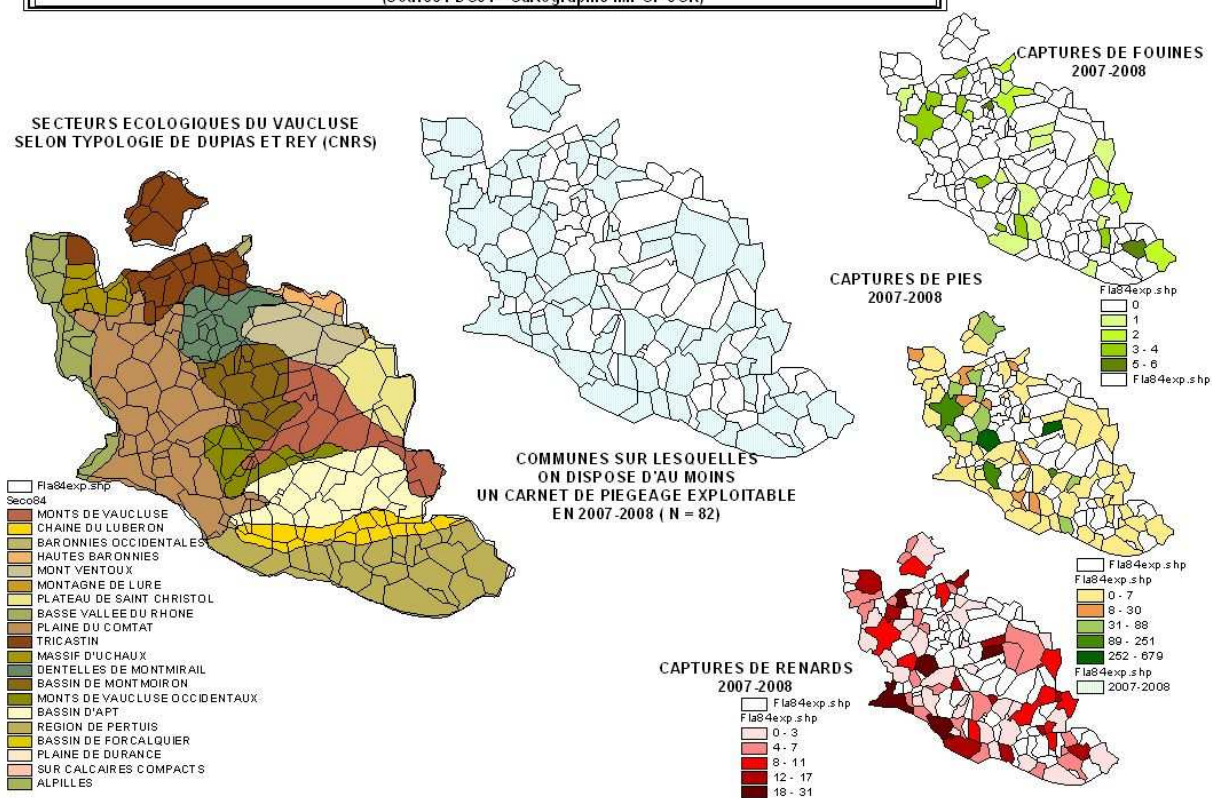 CAPTURES DE FOUINES
2007-2008
SECTEURS ECOLOGIQUES DU VAUCLUSE
SELON TYPOLOGIE DE DUPIAS ET REY (CNRS)
CAPTURES DE PIES
2007-2008
Fla84exp.shp
0
1
2
3 - 4
5 - 6
Fla84exp.shp
COMMUNES SUR LESQUELLES
ON DISPOSE D'AU MOINS
UN CARNET DE PIEGEAGE EXPLOITABLE
EN 2007-2008 ( N = 82)
Fla84exp.shp
Seco84
MONTS DE VAUCLUSE
CHAINE DU LUBERON
BARONNIES OCCIDENTALES
HAUTES BARONNIES
MONT VENTOUX
MONTAGNE DE LURE
PLATEAU DE SAINT CHRISTOL
BASSE VALLEE DU RHONE
PLAINE DU COMTAT
TRICASTIN
MASSIF D'UCHAUX
DENTELLES DE MONTMIRAIL
BASSIN DE MONTMOIRON
MONTS DE VAUCLUSE OCCIDENTAUX
BASSIN D'APT
REGION DE PERTUIS
BASSIN DE FORCALQUIER
PLAINE DE DURANCE
SUR CALCAIRES COMPACTS
ALPILLES
Fla84exp.shp
Fla84exp.shp
0 - 7
8 - 30
31 - 88
89 - 251
252 - 679
Fla84exp.shp
2007-2008
CAPTURES DE RENARDS
2007-2008
Fla84exp.shp
Fla84exp.shp
0 - 3
4 - 7
8 - 11
12 - 17
18 - 31